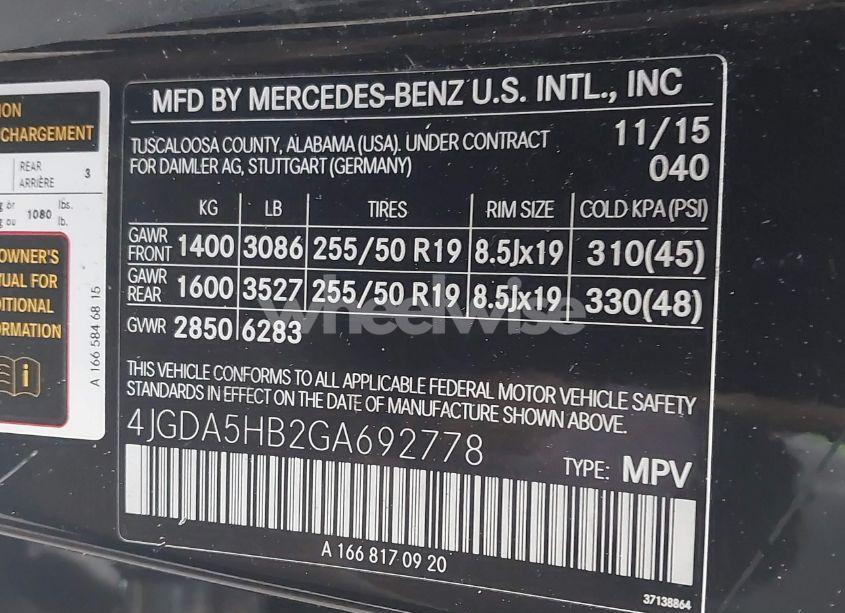 ION
CHARGEMENT
REAR
ARRIÈRE 3
g or
g ou 1080 lbs.
lb.
OWNER'S
UAL FOR
DITIONAL
FORMATION
A 166 584 68 15
MFD BY MERCEDES-BENZ U.S. INTL., INC
TUSCALOOSA COUNTY, ALABAMA (USA). UNDER CONTRACT 11/15
FOR DAIMLER AG, STUTTGART (GERMANY) 040
KG LB TIRES RIM SIZE COLD KPA (PSI)
GAWR FRONT 1400 3086 255/50 R19 8.5Jx19 310(45)
GAWR REAR 1600 3527 255/50 R19 8.5Jx19 330(48)
GVWR 2850 6283
wheelwise
THIS VEHICLE CONFORMS TO ALL APPLICABLE FEDERAL MOTOR VEHICLE SAFETY
STANDARDS IN EFFECT ON THE DATE OF MANUFACTURE SHOWN ABOVE.
4JGDA5HB2GA692778
TYPE: MPV
A 166 817 09 20
37138864